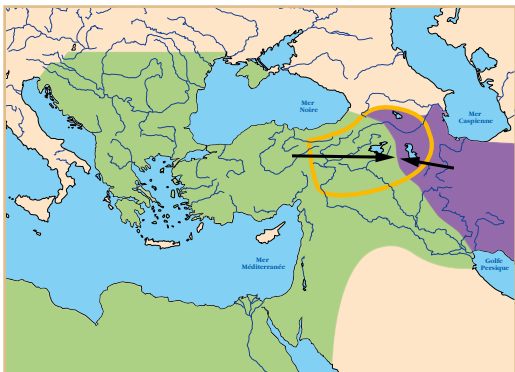 Mer
Noire
Mer
Caspienne
Mer
Méditerranée
Golfe
Persique